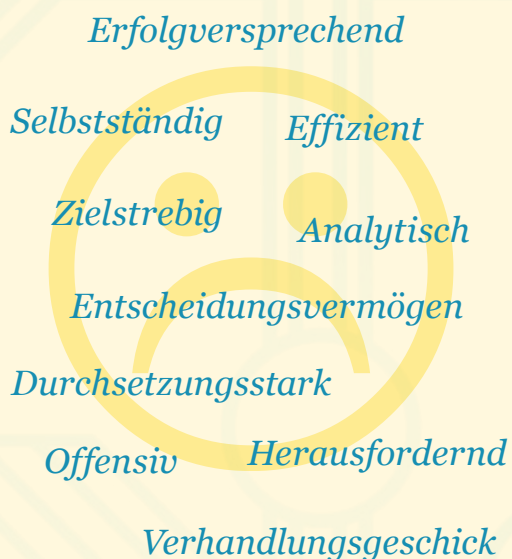 Erfolgversprechend
Selbstständig
Effizient
Zielstrebig
Analytisch
Entscheidungsvermögen
Durchsetzungsstark
Offensiv
Herausfordernd
Verhandlungsgeschick